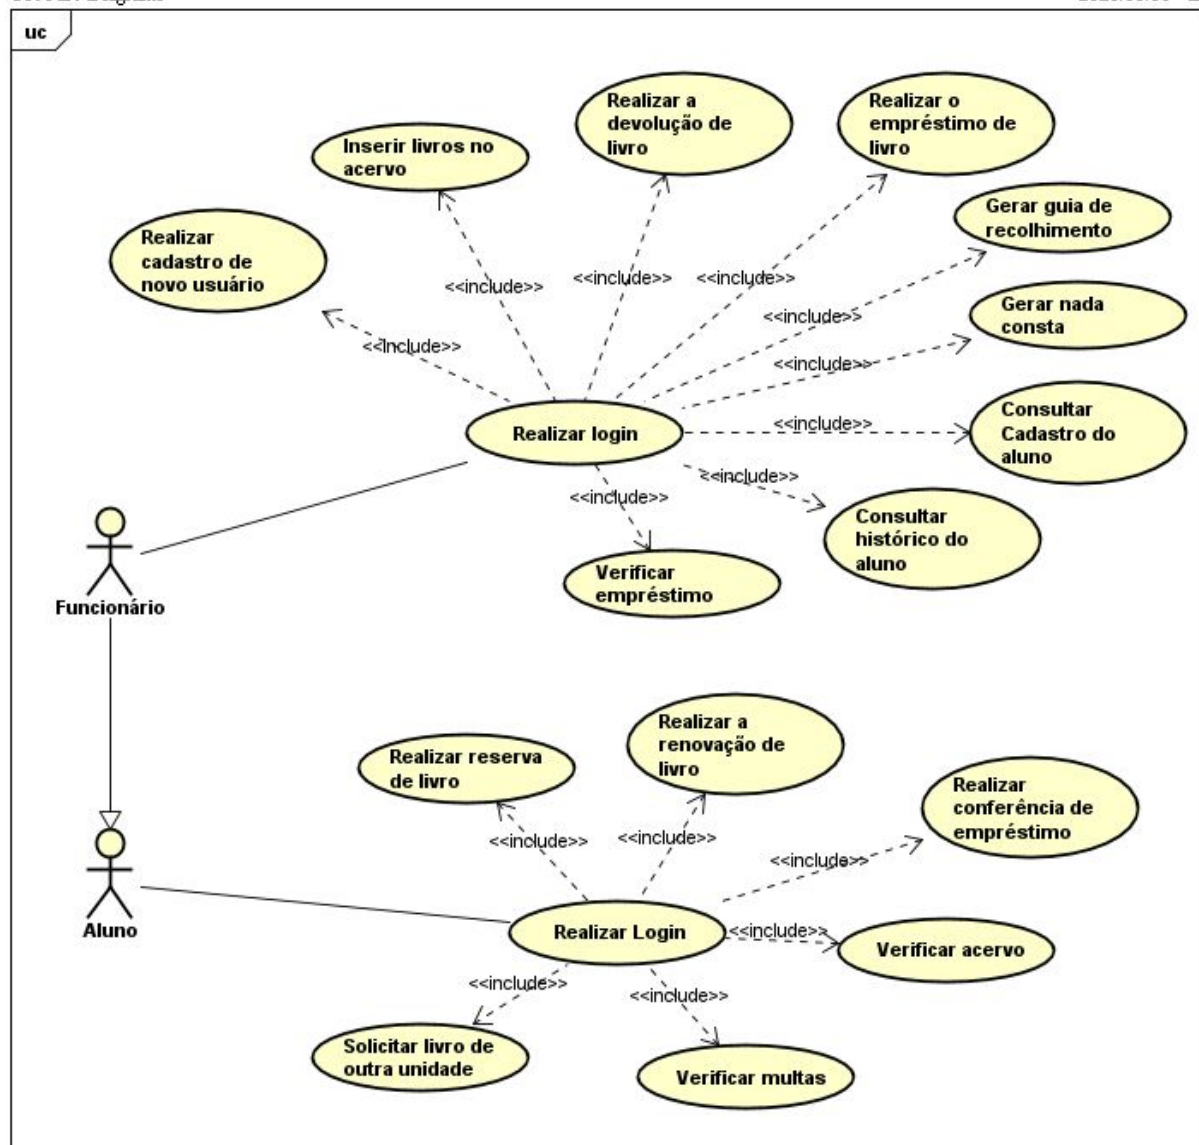 uc
Realizar a
devolução de
livro
Realizar o
empréstimo de
livro
Inserir livros no
acervo
Gerar guia de
recolhimento
Realizar
cadastro de
novo usuário
<<include>>
<<include>>
<<include>>
<<include>>
<<include>>
Gerar nada
consta
<<include>>
Consultar
Cadastro do
aluno
<<include>>
Realizar login
<<include>>
<<include>>
Consultar
histórico do
aluno
Verificar
empréstimo
Funcionário
Realizar reserva
de livro
Realizar a
renovação de
livro
Realizar
conferência de
empréstimo
<<include>>
<<include>>
<<include>>
Aluno
Realizar Login
<<include>>
Verificar acervo
<<include>>
<<include>>
Solicitar livro de
outra unidade
Verificar multas